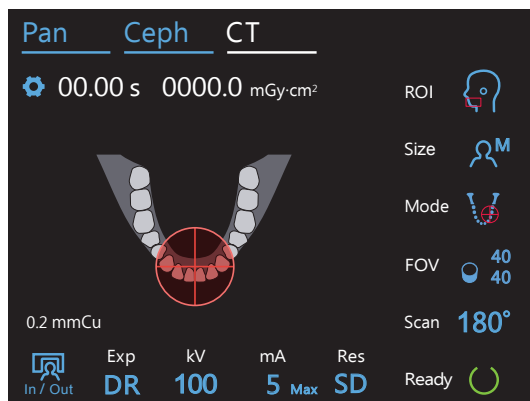 Pan Ceph CT
00.00 s 0000.0 mGy·cm²
ROI
Size M
Mode
FOV 40
40
0.2 mmCu
Scan 180°
Exp kV mA Res
In / Out DR 100 5 Max SD
Ready